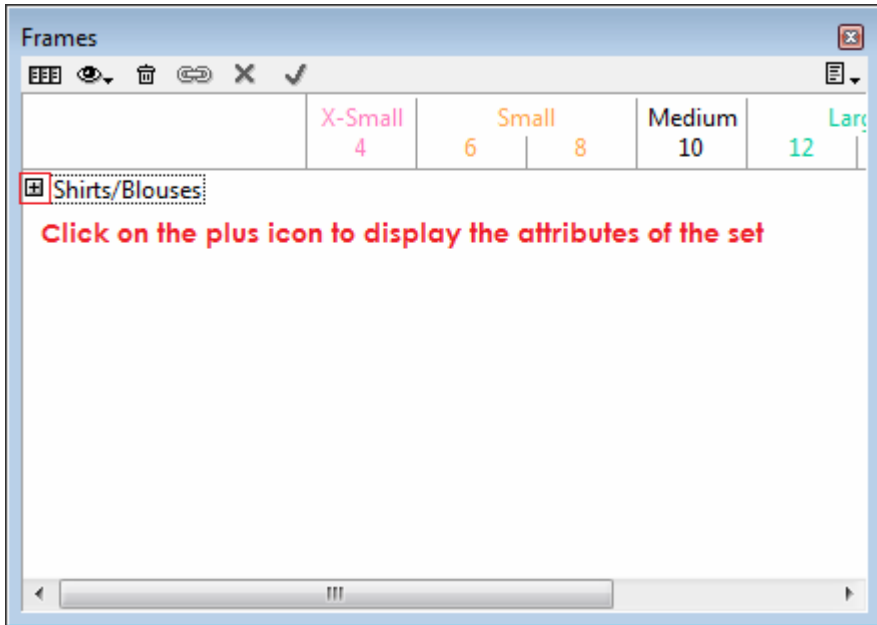 Frames
X-Small Small Medium
4 6 8 10 12
Shirts/Blouses
Click on the plus icon to display the attributes of the set